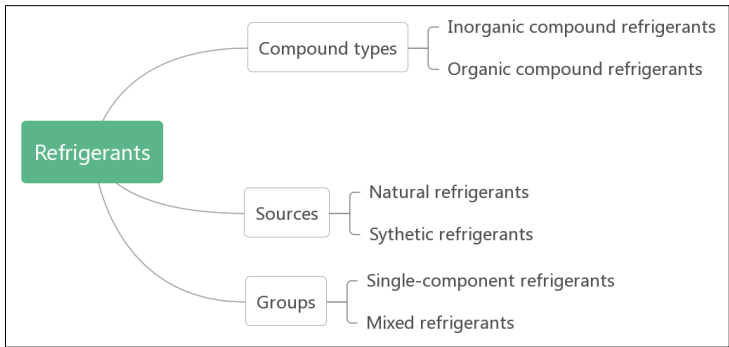 Refrigerants
Compound types
Inorganic compound refrigerants
Organic compound refrigerants
Sources
Natural refrigerants
Sythetic refrigerants
Groups
Single-component refrigerants
Mixed refrigerants